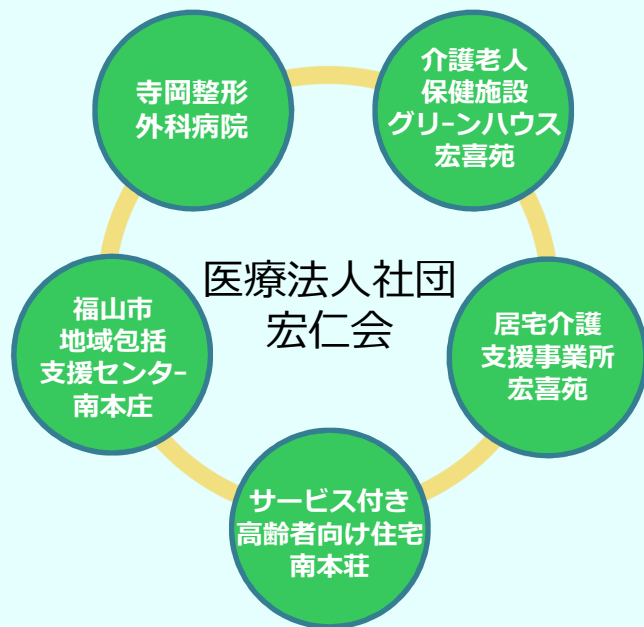 寺岡整形
外科病院
介護老人
保健施設
グリーンハウス
宏喜苑
医療法人社団
宏仁会
福山市
地域包括
支援センター
南本庄
居宅介護
支援事業所
宏喜苑
サービス付き
高齢者向け住宅
南本荘